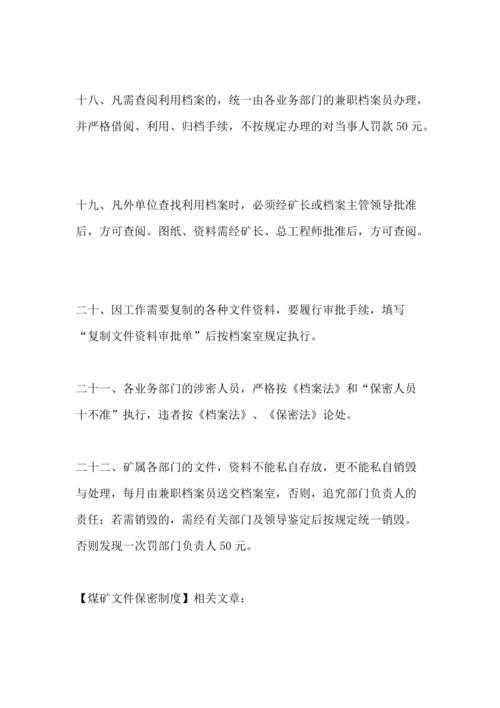 十八、凡需查阅利用档案的，统一由各业务部门的兼职档案员办理，
并严格借阅、利用、归档手续，不按规定办理的对当事人罚款 50 元。
十九、凡外单位查找利用档案时，必须经矿长或档案主管领导批准
后，方可查阅。图纸、资料需经矿长、总工程师批准后，方可查阅。
二十、因工作需要复制的各种文件资料，要履行审批手续，填写
“复制文件资料审批单”后按档案室规定执行。
二十一、各业务部门的涉密人员，严格按《档案法》和“保密人员
十不准”执行，违者按《档案法》、《保密法》论处。
二十二、矿属各部门的文件，资料不能私自存放，更不能私自销毁
与处理，每月由兼职档案员送交档案室，否则，追究部门负责人的
责任；若需销毁的，需经有关部门及领导鉴定后按规定统一销毁。
否则发现一次罚部门负责人 50 元。
【煤矿文件保密制度】相关文章：